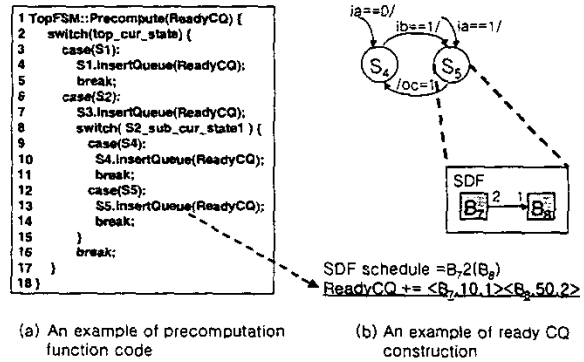 1 TopFSM::Precompute(ReadyCQ) {
2 switch(top_cur_state) {
3 case(S1):
4 S1.InsertQueue(ReadyCQ);
5 break;
6 case(S2):
7 S3.InsertQueue(ReadyCQ);
8 switch( S2_sub_cur_state1 ) {
9 case(S4):
10 S4.InsertQueue(ReadyCQ);
11 break;
12 case(S5):
13 S5.InsertQueue(ReadyCQ);
14 break;
15 }
16 break;
17 }
18 }
(a) An example of precomputation
function code
ia==0/
ib==1/
ia==1/
S4
S5
/oc=1
SDF
B7 2 1 B8
SDF schedule =B72(B8)
ReadyCQ += <B7,10,1><B8,50,2>
(b) An example of ready CQ
construction